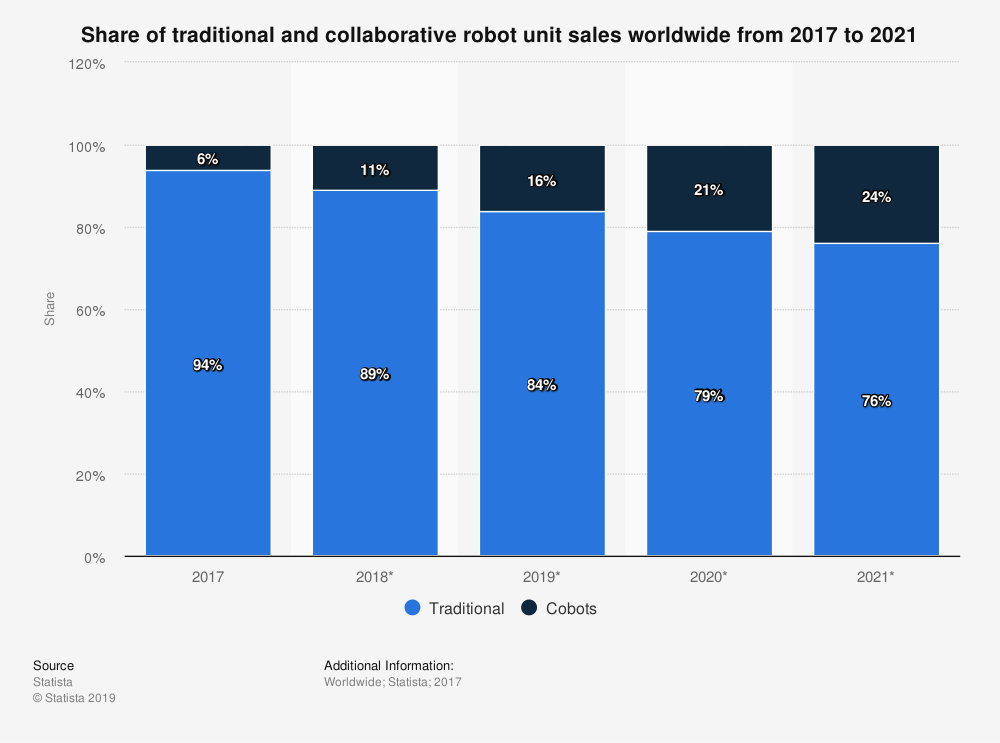 Share of traditional and collaborative robot unit sales worldwide from 2017 to 2021
120%
100%
80%
60%
40%
20%
0%
Share
6%
11%
16%
21%
24%
94%
89%
84%
79%
76%
2017
2018*
2019*
2020*
2021*
Traditional
Cobots
Source
Statista
© Statista 2019
Additional Information:
Worldwide; Statista; 2017